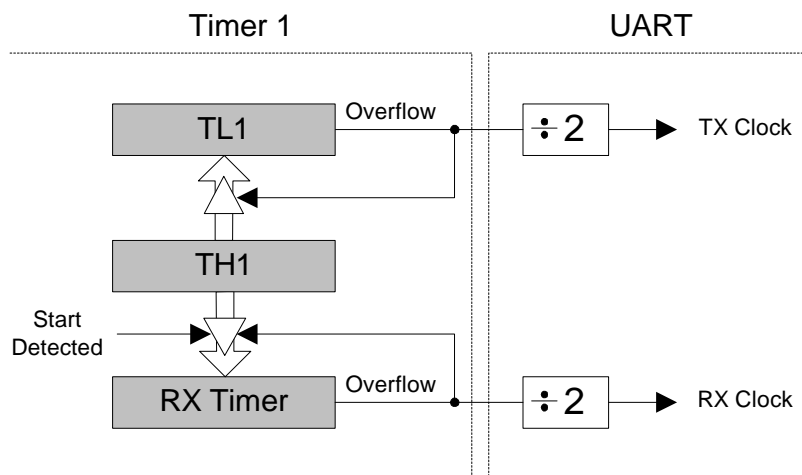 Timer 1
UART
TL1
Overflow
÷ 2
TX Clock
TH1
Start
Detected
RX Timer
Overflow
÷ 2
RX Clock